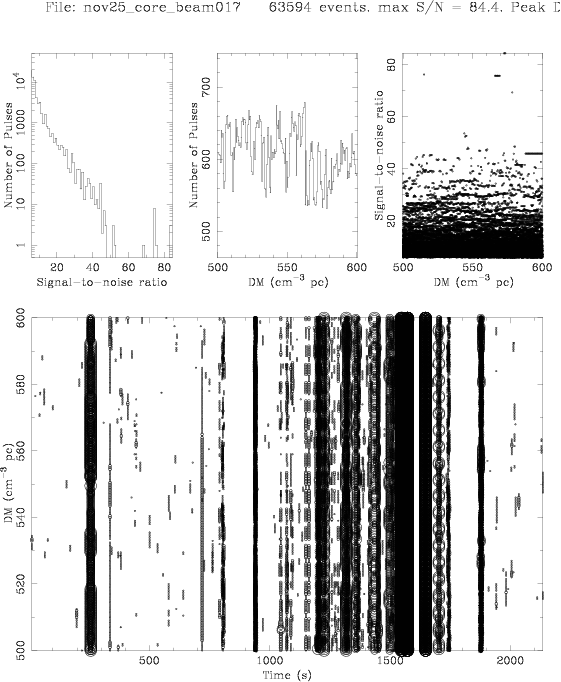 File: nov25_core_beam017 63594 events. max S/N = 84.4. Peak D
Number of Pulses
10⁴
1000
100
10
1
20 40 60 80
Signal-to-noise ratio
Number of Pulses
700
600
500
500 550 600
DM (cm⁻³ pc)
Signal-to-noise ratio
80
60
40
20
500 550 600
DM (cm⁻³ pc)
DM (cm⁻³ pc)
600
580
560
540
520
500
500 1000 1500 2000
Time (s)